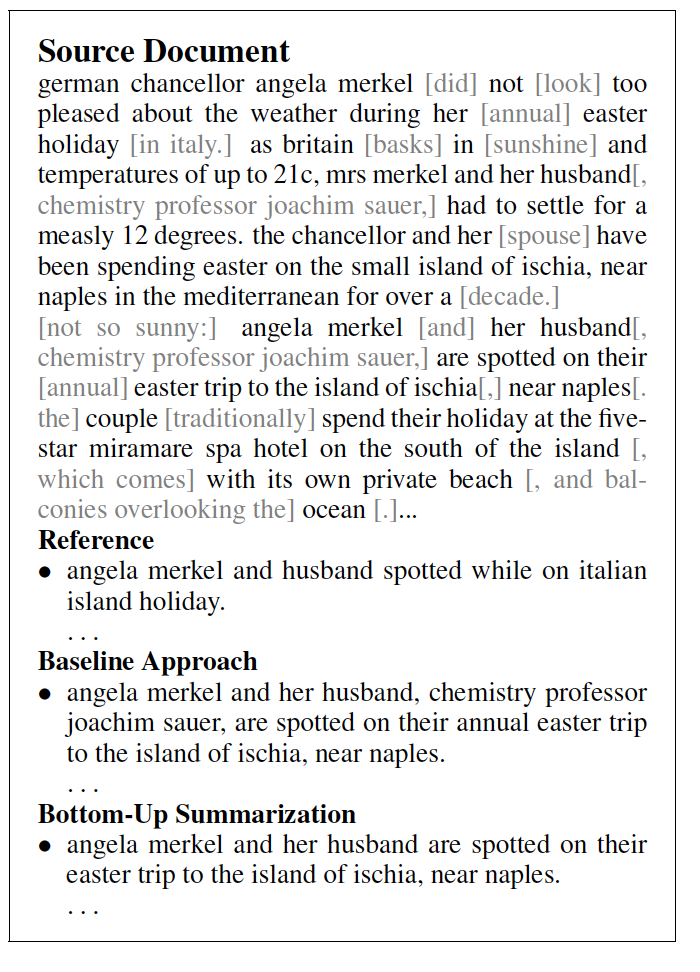 Source Document
german chancellor angela merkel [did] not [look] too
pleased about the weather during her [annual] easter
holiday [in italy.] as britain [basks] in [sunshine] and
temperatures of up to 21c, mrs merkel and her husband[,
chemistry professor joachim sauer,] had to settle for a
measly 12 degrees. the chancellor and her [spouse] have
been spending easter on the small island of ischia, near
naples in the mediterranean for over a [decade.]
[not so sunny:] angela merkel [and] her husband[,
chemistry professor joachim sauer,] are spotted on their
[annual] easter trip to the island of ischia[,] near naples[.
the] couple [traditionally] spend their holiday at the five-
star miramare spa hotel on the south of the island [,
which comes] with its own private beach [, and bal-
conies overlooking the] ocean [.]...
Reference
● angela merkel and husband spotted while on italian
island holiday.
. . .
Baseline Approach
● angela merkel and her husband, chemistry professor
joachim sauer, are spotted on their annual easter trip
to the island of ischia, near naples.
. . .
Bottom-Up Summarization
● angela merkel and her husband are spotted on their
easter trip to the island of ischia, near naples.
. . .